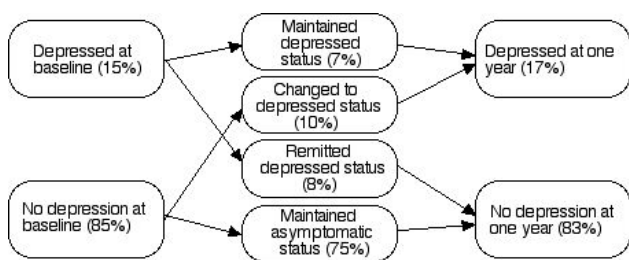 Depressed at
baseline (15%)
No depression at
baseline (85%)
Maintained
depressed
status (7%)
Changed to
depressed status
(10%)
Remitted
depressed status
(8%)
Maintained
asymptomatic
status (75%)
Depressed at one
year (17%)
No depression at
one year (83%)